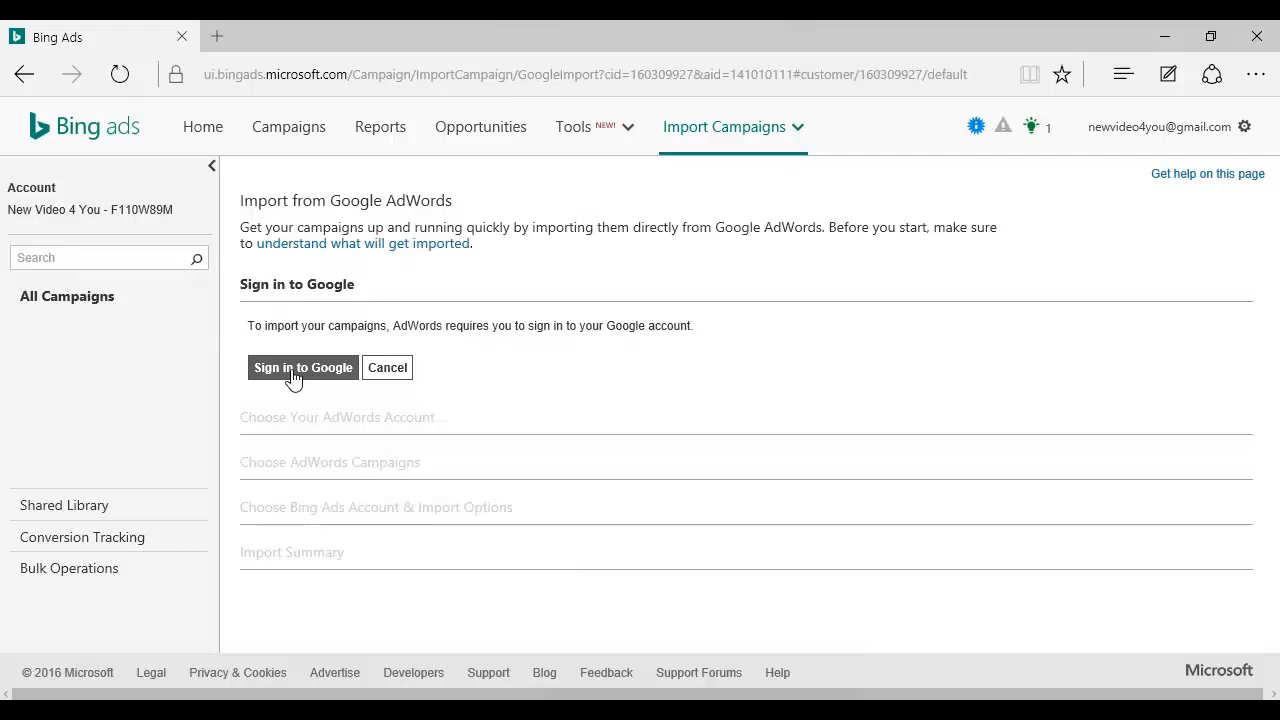 Bing Ads
ui.bingads.microsoft.com/Campaign/ImportCampaign/GoogleImport?cid=160309927&aid=141010111#customer/160309927/default
Bing ads
Home
Campaigns
Reports
Opportunities
Tools NEW!
Import Campaigns
1
newvideo4you@gmail.com
Get help on this page
Account
New Video 4 You - F110W89M
Search
All Campaigns
Shared Library
Conversion Tracking
Bulk Operations
Import from Google AdWords
Get your campaigns up and running quickly by importing them directly from Google AdWords. Before you start, make sure
to understand what will get imported.
Sign in to Google
To import your campaigns, AdWords requires you to sign in to your Google account.
Sign in to Google
Cancel
Choose Your AdWords Account
Choose AdWords Campaigns
Choose Bing Ads Account & Import Options
Import Summary
© 2016 Microsoft
Legal
Privacy & Cookies
Advertise
Developers
Support
Blog
Feedback
Support Forums
Help
Microsoft